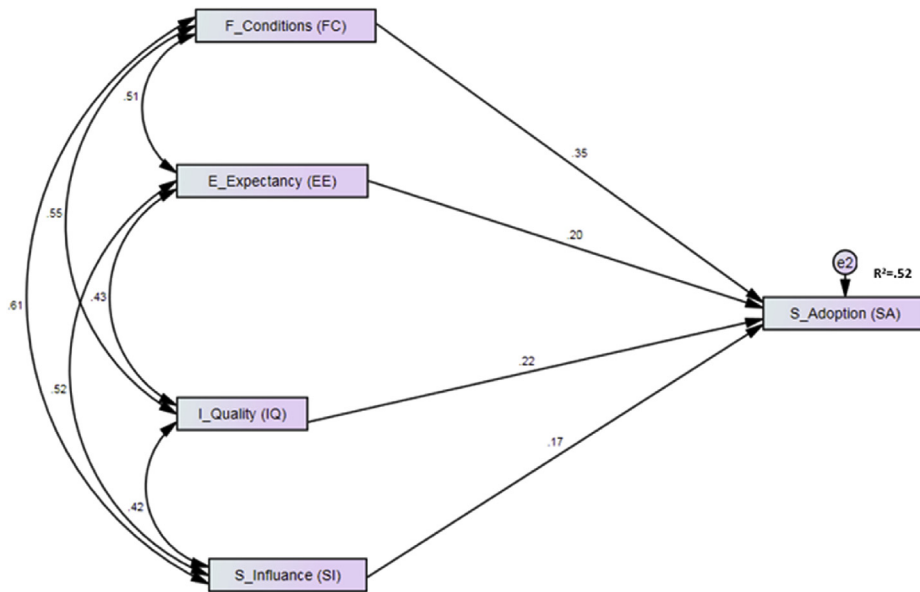 F_Conditions (FC)
.51
.35
E_Expectancy (EE)
.55
.20
e2
R²=.52
.43
.61
S_Adoption (SA)
.22
.52
I_Quality (IQ)
.17
.42
S_Influance (SI)